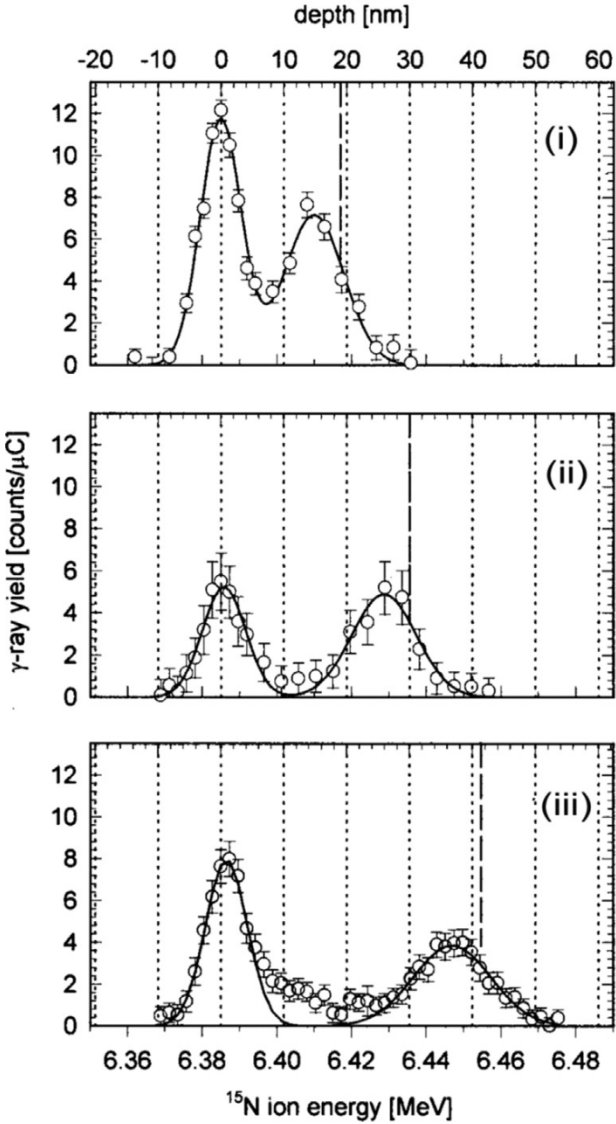 depth [nm]
-20 -10 0 10 20 30 40 50 60
12
10
8
6
4
2
0
(i)
12
10
8
6
4
2
0
(ii)
γ-ray yield [counts/μC]
12
10
8
6
4
2
0
(iii)
6.36 6.38 6.40 6.42 6.44 6.46 6.48
¹⁵N ion energy [MeV]